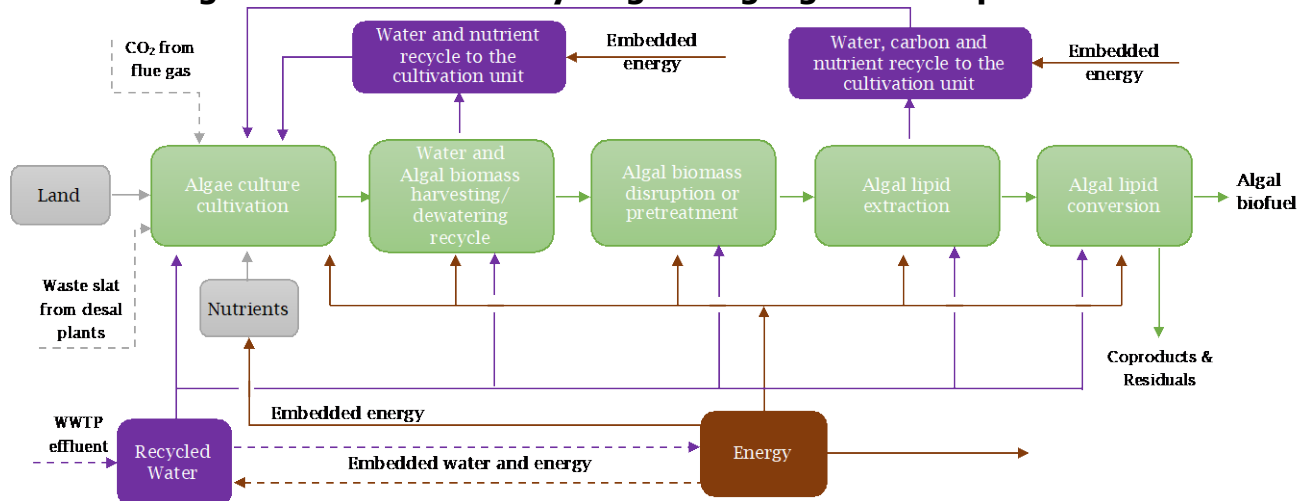 CO₂ from
flue gas
Water and nutrient
recycle to the
cultivation unit
Embedded
energy
Water, carbon and
nutrient recycle to the
cultivation unit
Embedded
energy
Land
Algae culture
cultivation
Water and
Algal biomass
harvesting/
dewatering
recycle
Algal biomass
disruption or
pretreatment
Algal lipid
extraction
Algal lipid
conversion
Algal
biofuel
Waste slat
from desal
plants
Nutrients
Coproducts &
Residuals
Embedded energy
WWTP
effluent
Recycled
Water
Embedded water and energy
Energy